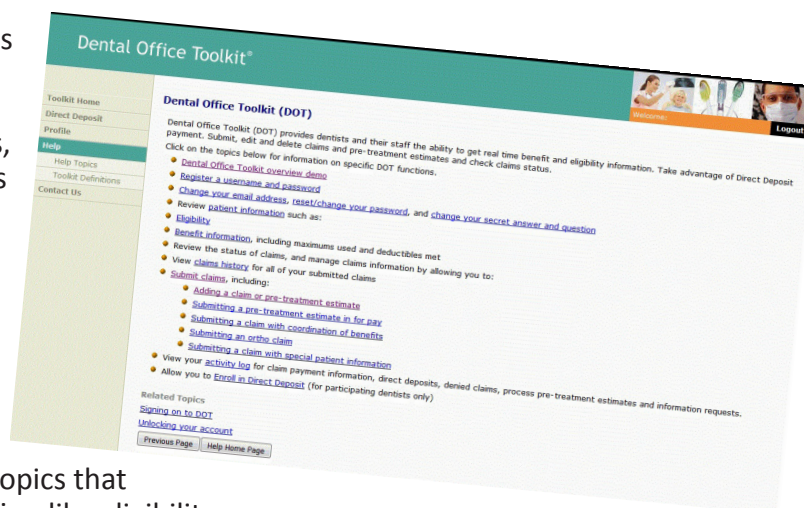 s
s,
s
Dental Office Toolkit®
Welcome:
Logout
Toolkit Home
Direct Deposit
Profile
Help
Help Topics
Toolkit Definitions
Contact Us
Dental Office Toolkit (DOT)
Dental Office Toolkit (DOT) provides dentists and their staff the ability to get real time benefit and eligibility information. Take advantage of Direct Deposit
payment. Submit, edit and delete claims and pre-treatment estimates and check claims status.
Click on the topics below for information on specific DOT functions.
Dental Office Toolkit overview demo
Register a username and password
Change your email address, reset/change your password, and change your secret answer and question
Review patient information such as:
Eligibility
Benefit information, including maximums used and deductibles met
Review the status of claims, and manage claims information by allowing you to:
View claims history for all of your submitted claims
Submit claims, including:
Adding a claim or pre-treatment estimate
Submitting a pre-treatment estimate in for pay
Submitting a claim with coordination of benefits
Submitting an ortho claim
Submitting a claim with special patient information
View your activity log for claim payment information, direct deposits, denied claims, process pre-treatment estimates and information requests.
Allow you to Enroll in Direct Deposit (for participating dentists only)
Related Topics
Signing on to DOT
Unlocking your account
Previous Page
Help Home Page
opics that